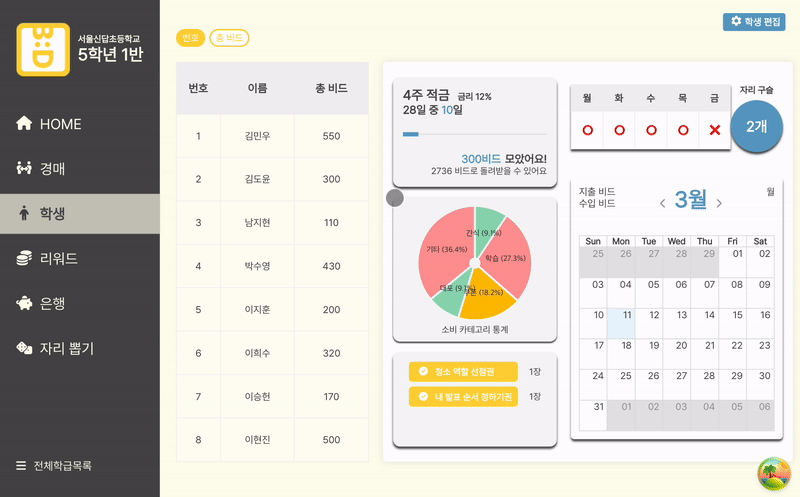 서울신답초등학교
5학년 1반
HOME
경매
학생
리워드
은행
자리 뽑기
전체학급목록
학생 편집
번호 총 비드
번호 이름 총 비드
1 김민우 550
2 김도윤 300
3 남지현 110
4 박수영 430
5 이지훈 200
6 이희수 320
7 이승현 170
8 이현진 500
4주 적금 금리 12%
28일 중 10일
300비드 모았어요!
2736 비드로 돌려받을 수 있어요
간식 (9.1%)
기타 (36.4%)
학습 (27.3%)
대포 (9.1%)
쿠폰 (18.2%)
소비 카테고리 통계
청소 역할 선점권 1장
내 발표 순서 정하기권 1장
월 화 수 목 금
자리 구슬
2개
지출 비드
수입 비드
3월
월
Sun Mon Tue Wed Thu Fri Sat
25 26 27 28 29 01 02
03 04 05 06 07 08 09
10 11 12 13 14 15 16
17 18 19 20 21 22 23
24 25 26 27 28 29 30
31 01 02 03 04 05 06